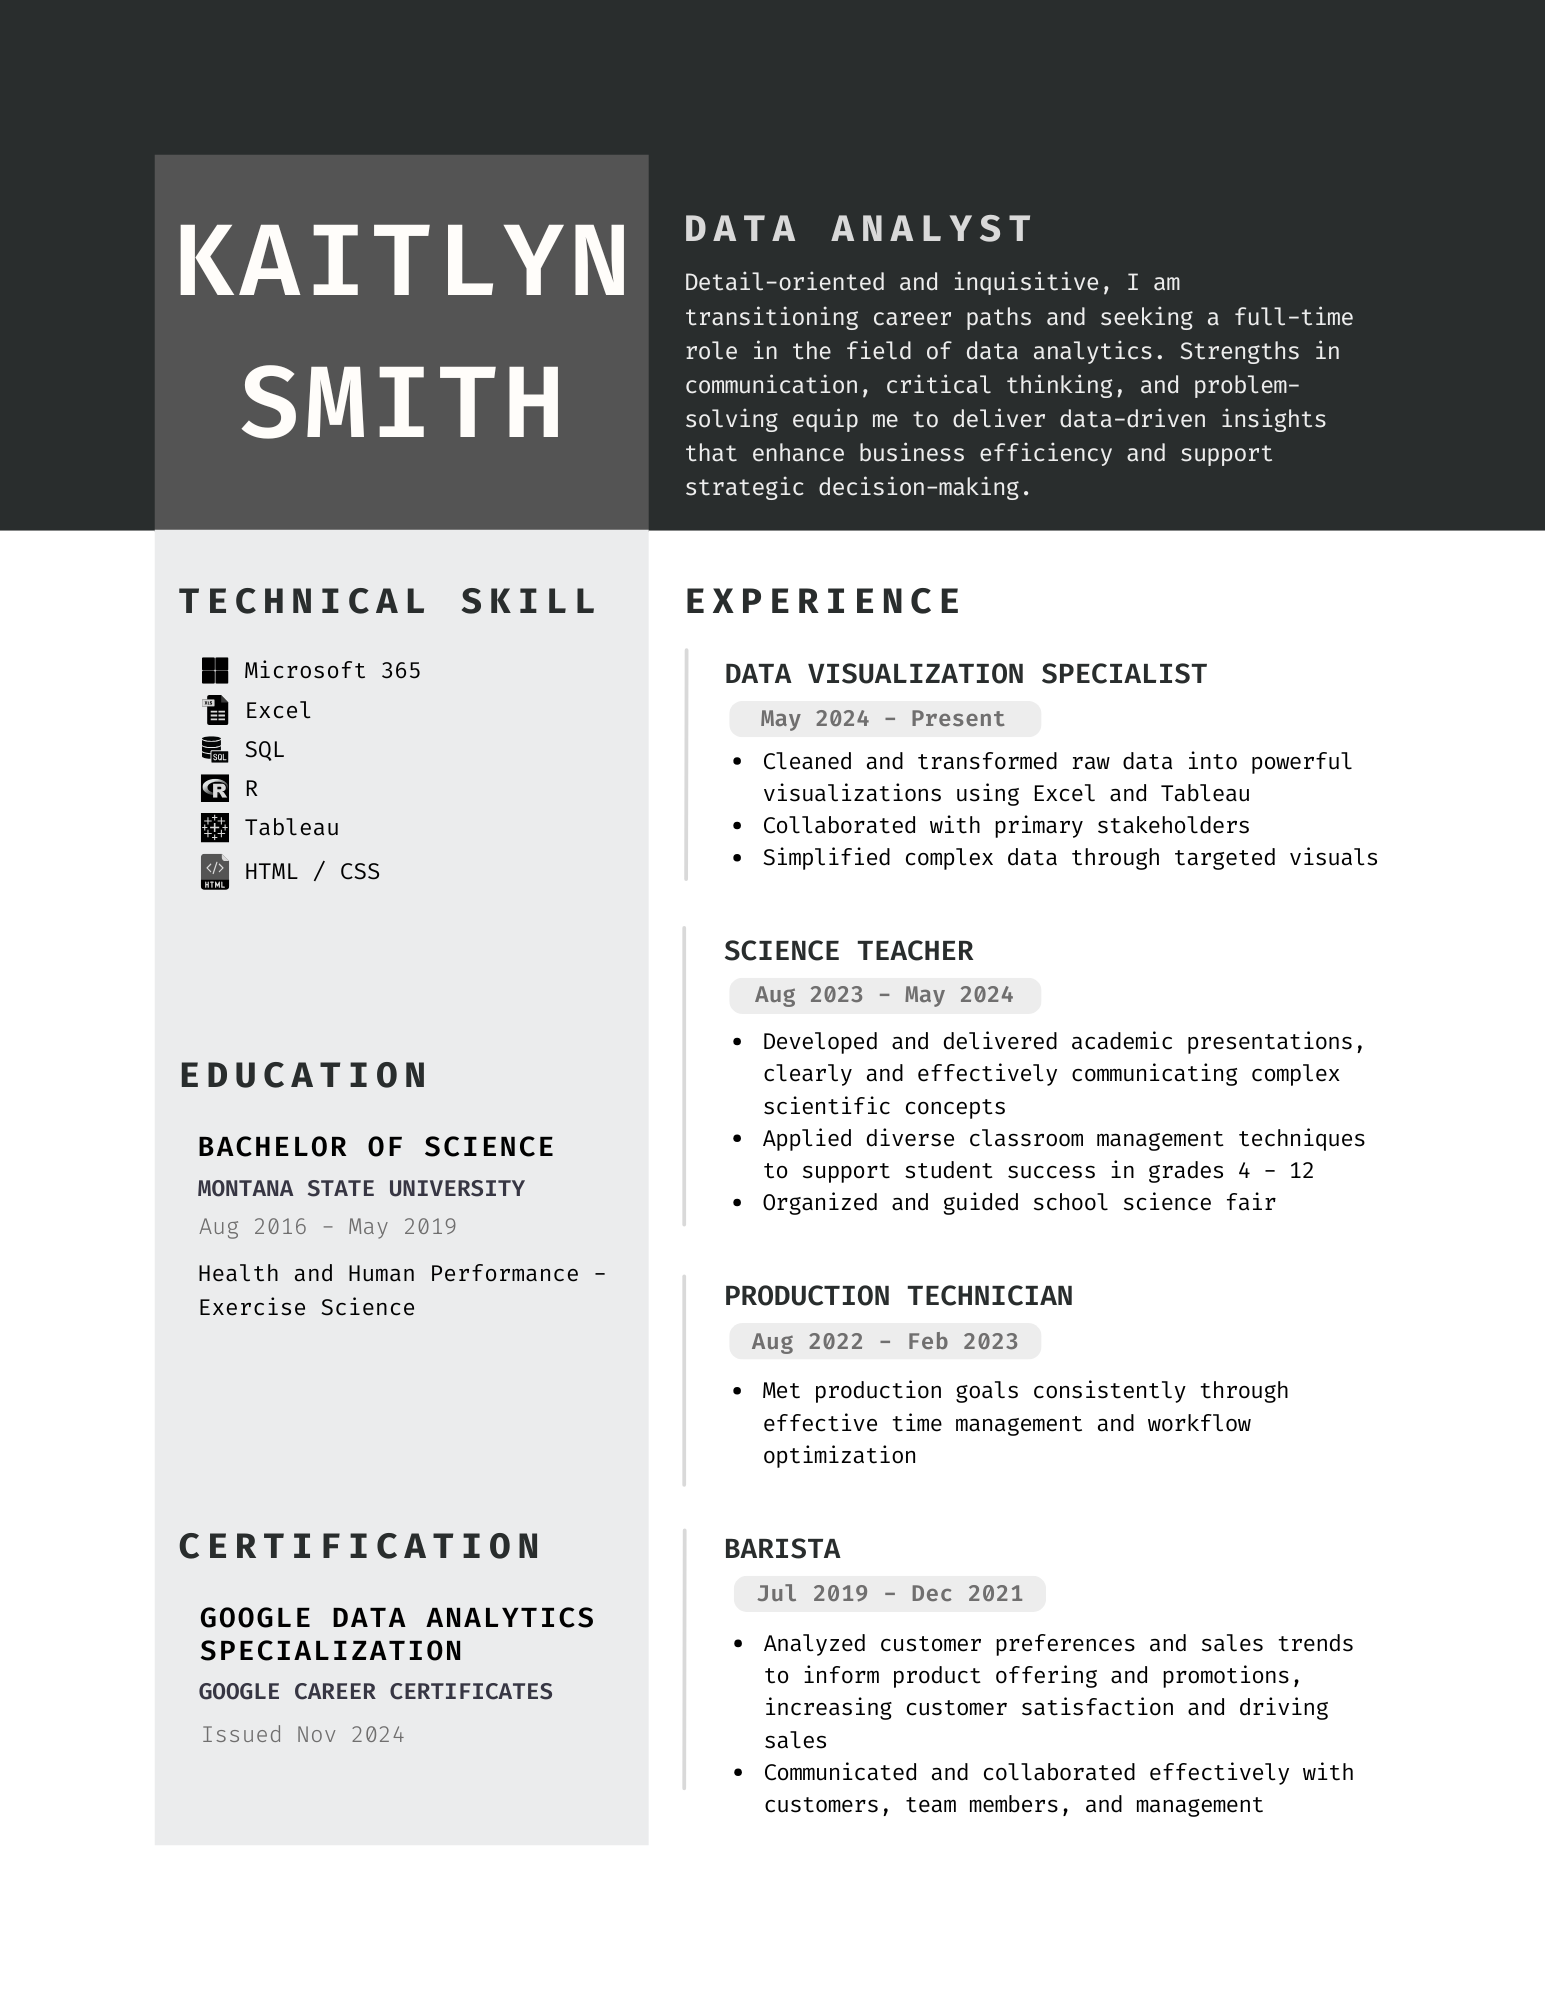 KAITLYN
SMITH
DATA ANALYST
Detail-oriented and inquisitive, I am
transitioning career paths and seeking a full-time
role in the field of data analytics. Strengths in
communication, critical thinking, and problem-
solving equip me to deliver data-driven insights
that enhance business efficiency and support
strategic decision-making.
TECHNICAL SKILL
Microsoft 365
XLS
Excel
SQL
SQL
R
R
Tableau
</>
HTML
HTML / CSS
EDUCATION
BACHELOR OF SCIENCE
MONTANA STATE UNIVERSITY
Aug 2016 - May 2019
Health and Human Performance -
Exercise Science
CERTIFICATION
GOOGLE DATA ANALYTICS
SPECIALIZATION
GOOGLE CAREER CERTIFICATES
Issued Nov 2024
EXPERIENCE
DATA VISUALIZATION SPECIALIST
May 2024 - Present
• Cleaned and transformed raw data into powerful
visualizations using Excel and Tableau
• Collaborated with primary stakeholders
• Simplified complex data through targeted visuals
SCIENCE TEACHER
Aug 2023 - May 2024
• Developed and delivered academic presentations,
clearly and effectively communicating complex
scientific concepts
• Applied diverse classroom management techniques
to support student success in grades 4 - 12
• Organized and guided school science fair
PRODUCTION TECHNICIAN
Aug 2022 - Feb 2023
• Met production goals consistently through
effective time management and workflow
optimization
BARISTA
Jul 2019 - Dec 2021
• Analyzed customer preferences and sales trends
to inform product offering and promotions,
increasing customer satisfaction and driving
sales
• Communicated and collaborated effectively with
customers, team members, and management